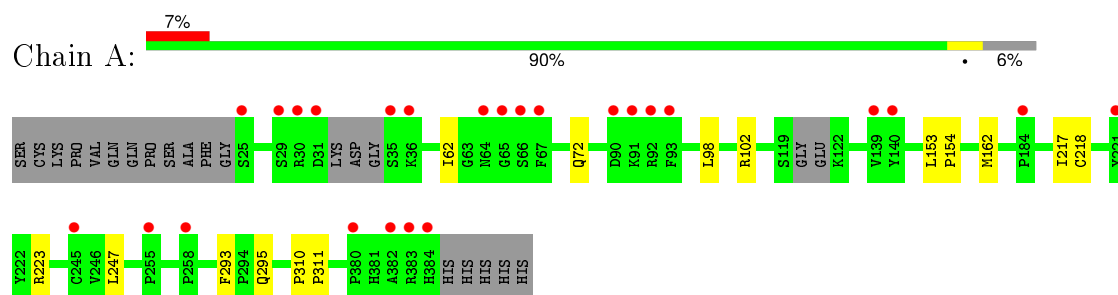 7%
Chain A:
90%
•
6%
SER CYS LYS PRO VAL GLN GLN PRO SER ALA PHE GLY S25 S29 R30 D31 LYS ASP GLY S35 K36 I62 G63 N64 G65 S66 F67 Q72 D90 K91 R92 F93 L98 R102 S119 GLY GLU K122 V139 Y140 L153 P154 M162 P184 I217 C218
Y222 R223 C245 V246 L247 P255 P258 F293 P294 Q295 P310 P311 P380 H381 A382 R383 H384 HIS HIS HIS HIS HIS